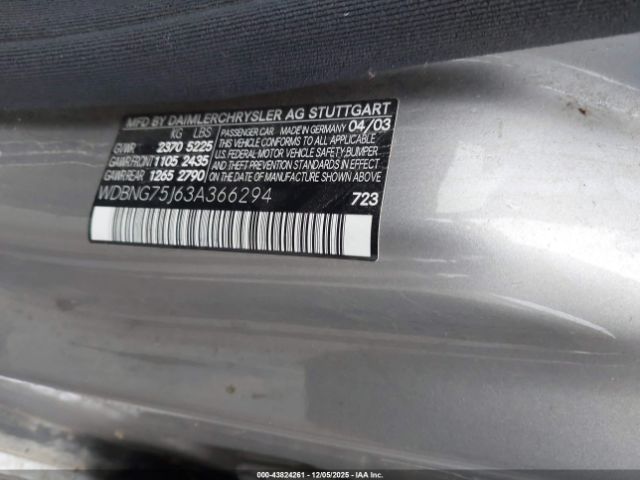 MFD BY DAIMLERCHRYSLER AG STUTTGART
KG LBS PASSENGER CAR MADE IN GERMANY 04/03
GVWR 2370 5225 THIS VEHICLE CONFORMS TO ALL APPLICABLE
GAWR FRONT 1105 2435 U.S. FEDERAL MOTOR VEHICLE SAFETY, BUMPER,
GAWR REAR 1265 2790 AND THEFT PREVENTION STANDARDS IN EFFECT
ON THE DATE OF MANUFACTURE SHOWN ABOVE.
WDBNG75J63A366294 723
000-43824261 - 12/05/2025 - IAA Inc.